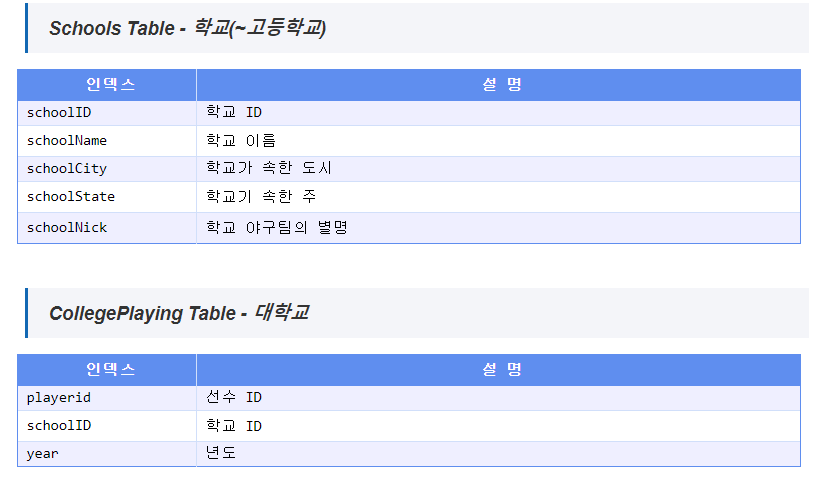 Schools Table - 학교(~고등학교)
인덱스 설 명
schoolID 학교 ID
schoolName 학교 이름
schoolCity 학교가 속한 도시
schoolState 학교기 속한 주
schoolNick 학교 야구팀의 별명
CollegePlaying Table - 대학교
인덱스 설 명
playerid 선수 ID
schoolID 학교 ID
year 년도